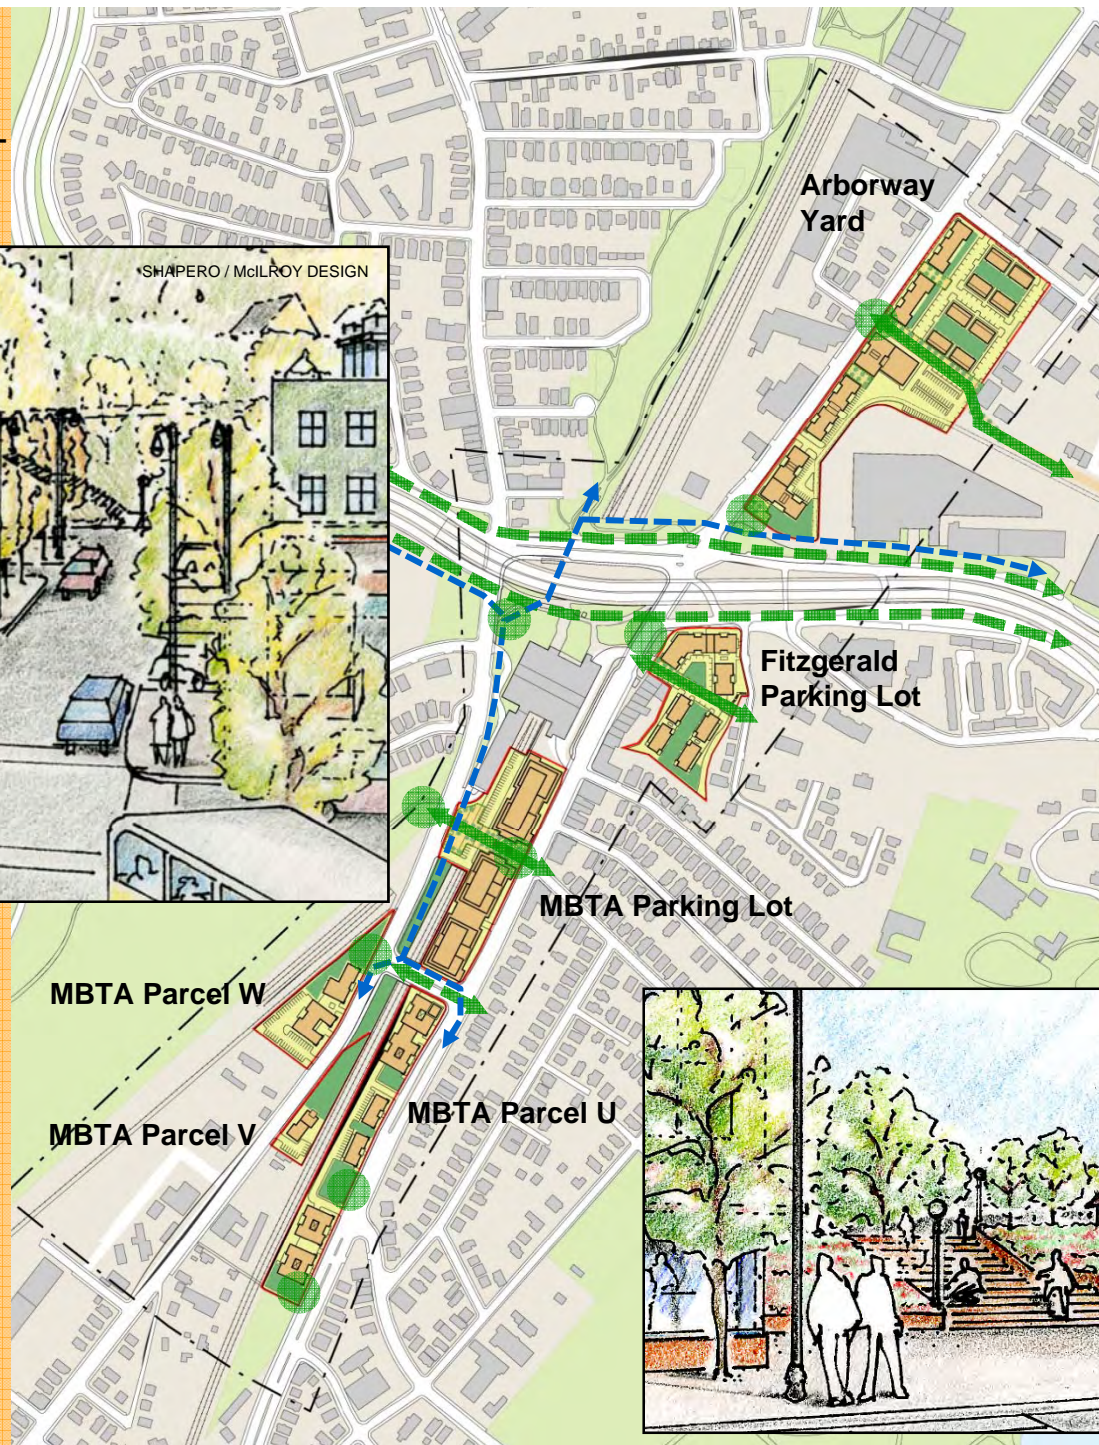 Arborway
Yard
SHAPERO / McILROY DESIGN
Fitzgerald
Parking Lot
MBTA Parking Lot
MBTA Parcel W
MBTA Parcel U
MBTA Parcel V